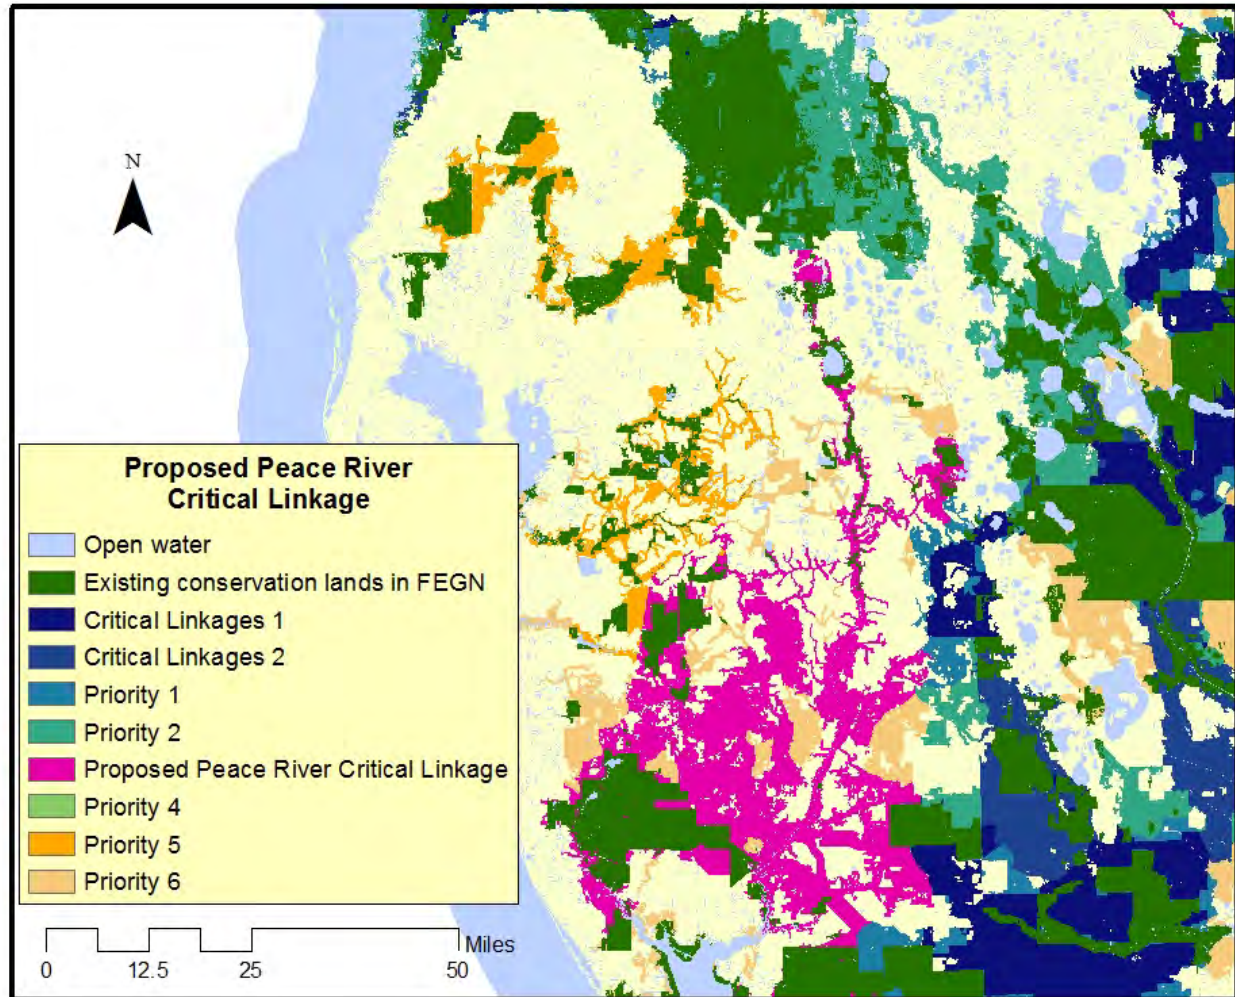 N
Proposed Peace River
Critical Linkage
Open water
Existing conservation lands in FEGN
Critical Linkages 1
Critical Linkages 2
Priority 1
Priority 2
Proposed Peace River Critical Linkage
Priority 4
Priority 5
Priority 6
Miles
0 12.5 25 50